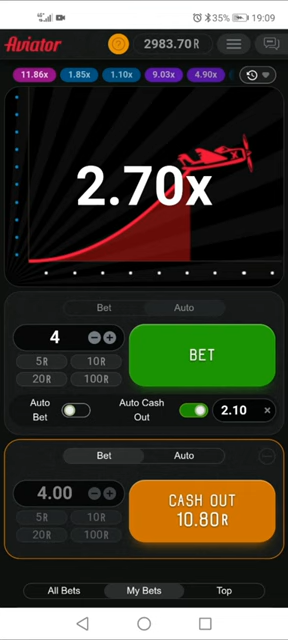 35% 19:09
Aviator 2983.70R
11.86x 1.85x 1.10x 9.03x 4.90x
2.70x
Bet Auto
4
5R 10R
20R 100R
BET
Auto Bet
Auto Cash Out
2.10 ×
Bet Auto
4.00
5R 10R
20R 100R
CASH OUT
10.80R
All Bets My Bets Top